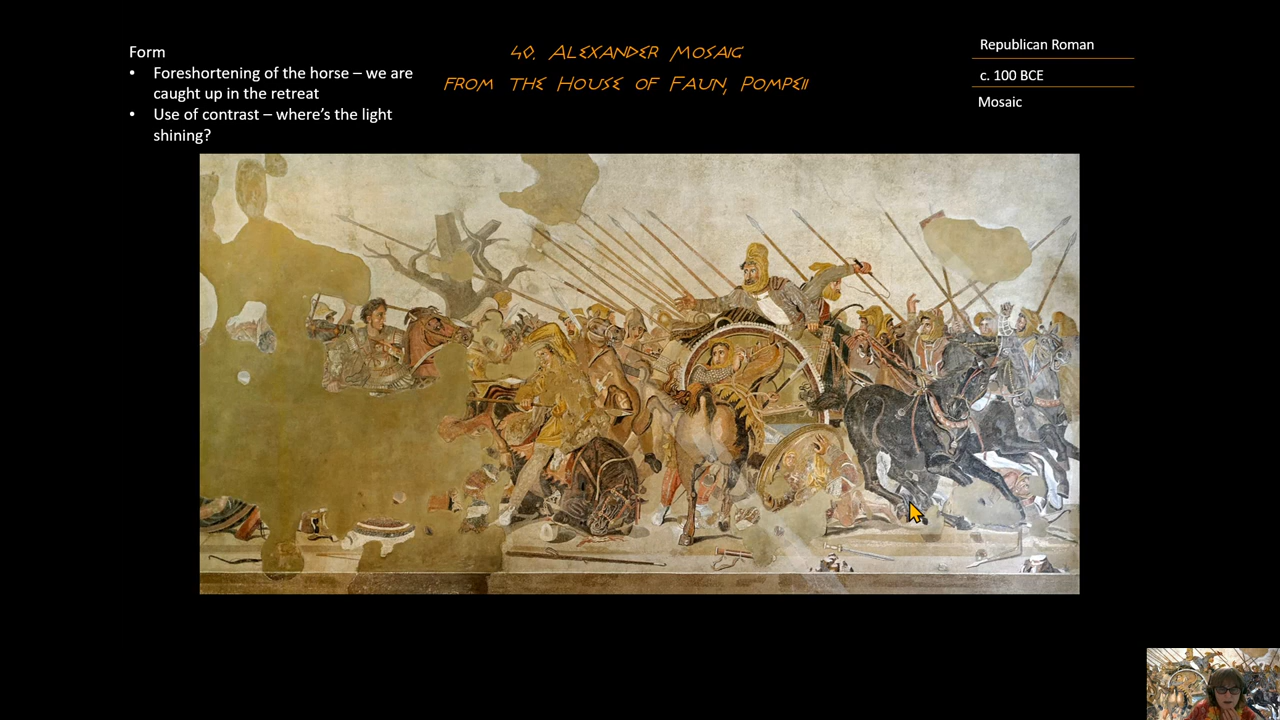 Form
• Foreshortening of the horse – we are
caught up in the retreat
• Use of contrast – where's the light
shining?
40. Alexander Mosaic
from the House of Faun, Pompeii
Republican Roman
c. 100 BCE
Mosaic